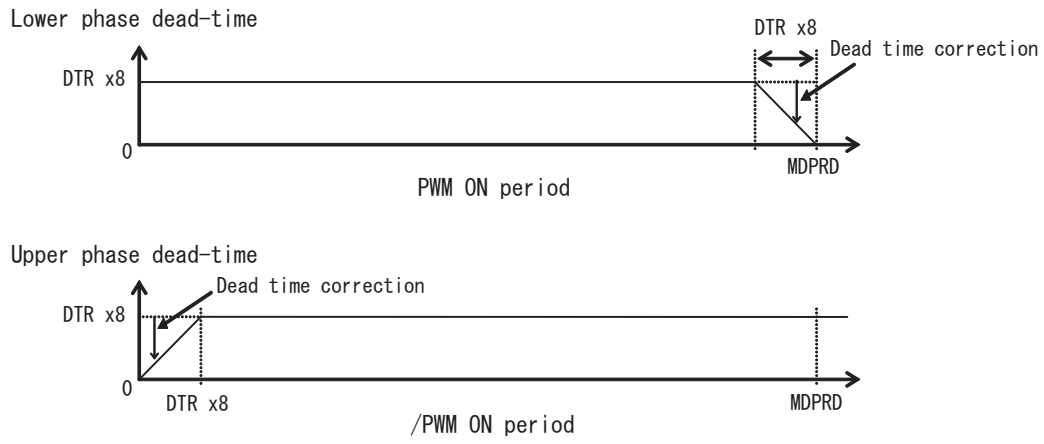 Lower phase dead-time
DTR x8
Dead time correction
DTR x8
0
MDPRD
PWM ON period
Upper phase dead-time
Dead time correction
DTR x8
0
DTR x8
MDPRD
/PWM ON period